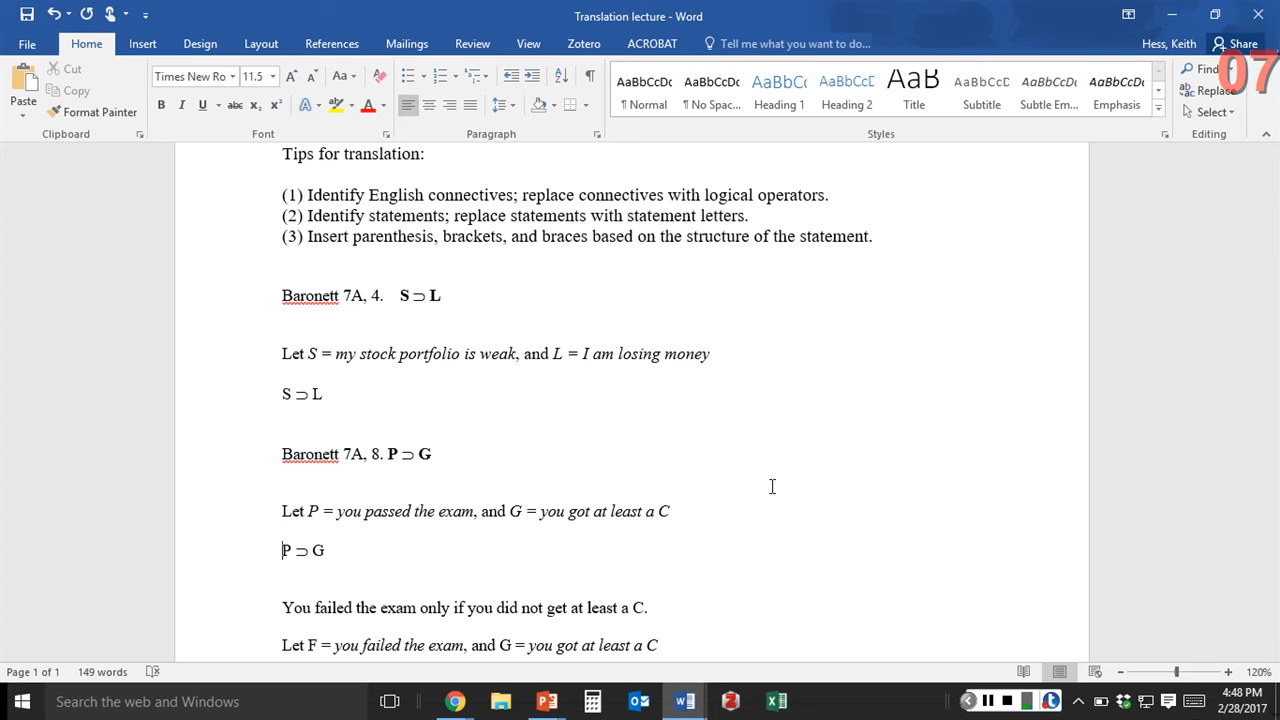 Translation lecture - Word
File Home Insert Design Layout References Mailings Review View Zotero ACROBAT Tell me what you want to do... Hess, Keith Share
07
Paste Cut Copy Format Painter
Times New Ro 11.5
AaBbCcDc AaBbCcDc AaBbCc AaBbCcC AaB AaBbCcD AaBbCcDc AaBbCcDc
¶ Normal ¶ No Spac... Heading 1 Heading 2 Title Subtitle Subtle Em... Emphasis
Find Replace Select
Clipboard Font Paragraph Styles Editing
Tips for translation:
(1) Identify English connectives; replace connectives with logical operators.
(2) Identify statements; replace statements with statement letters.
(3) Insert parenthesis, brackets, and braces based on the structure of the statement.
Baronett 7A, 4. S ⊃ L
Let S = my stock portfolio is weak, and L = I am losing money
S ⊃ L
Baronett 7A, 8. P ⊃ G
Let P = you passed the exam, and G = you got at least a C
P ⊃ G
You failed the exam only if you did not get at least a C.
Let F = you failed the exam, and G = you got at least a C
Page 1 of 1 149 words 120%
Search the web and Windows
4:48 PM
2/28/2017